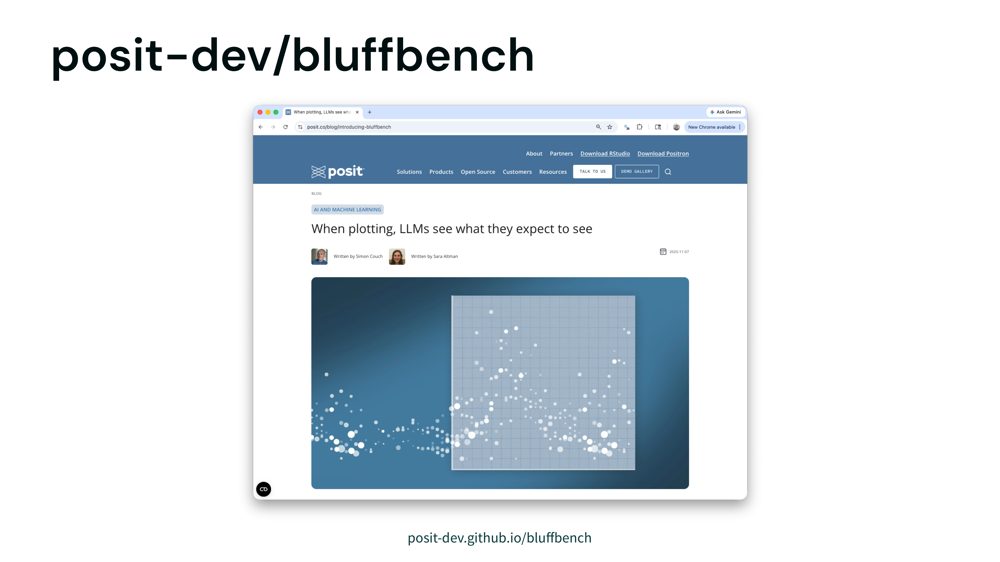 posit-dev/bluffbench
When plotting, LLMs see wha
Ask Gemini
posit.co/blog/introducing-bluffbench
New Chrome available
About Partners Download RStudio Download Positron
posit
Solutions Products Open Source Customers Resources TALK TO US DEMO GALLERY
BLOG
AI AND MACHINE LEARNING
When plotting, LLMs see what they expect to see
Written by Simon Couch Written by Sara Altman 2025-11-07
posit-dev.github.io/bluffbench